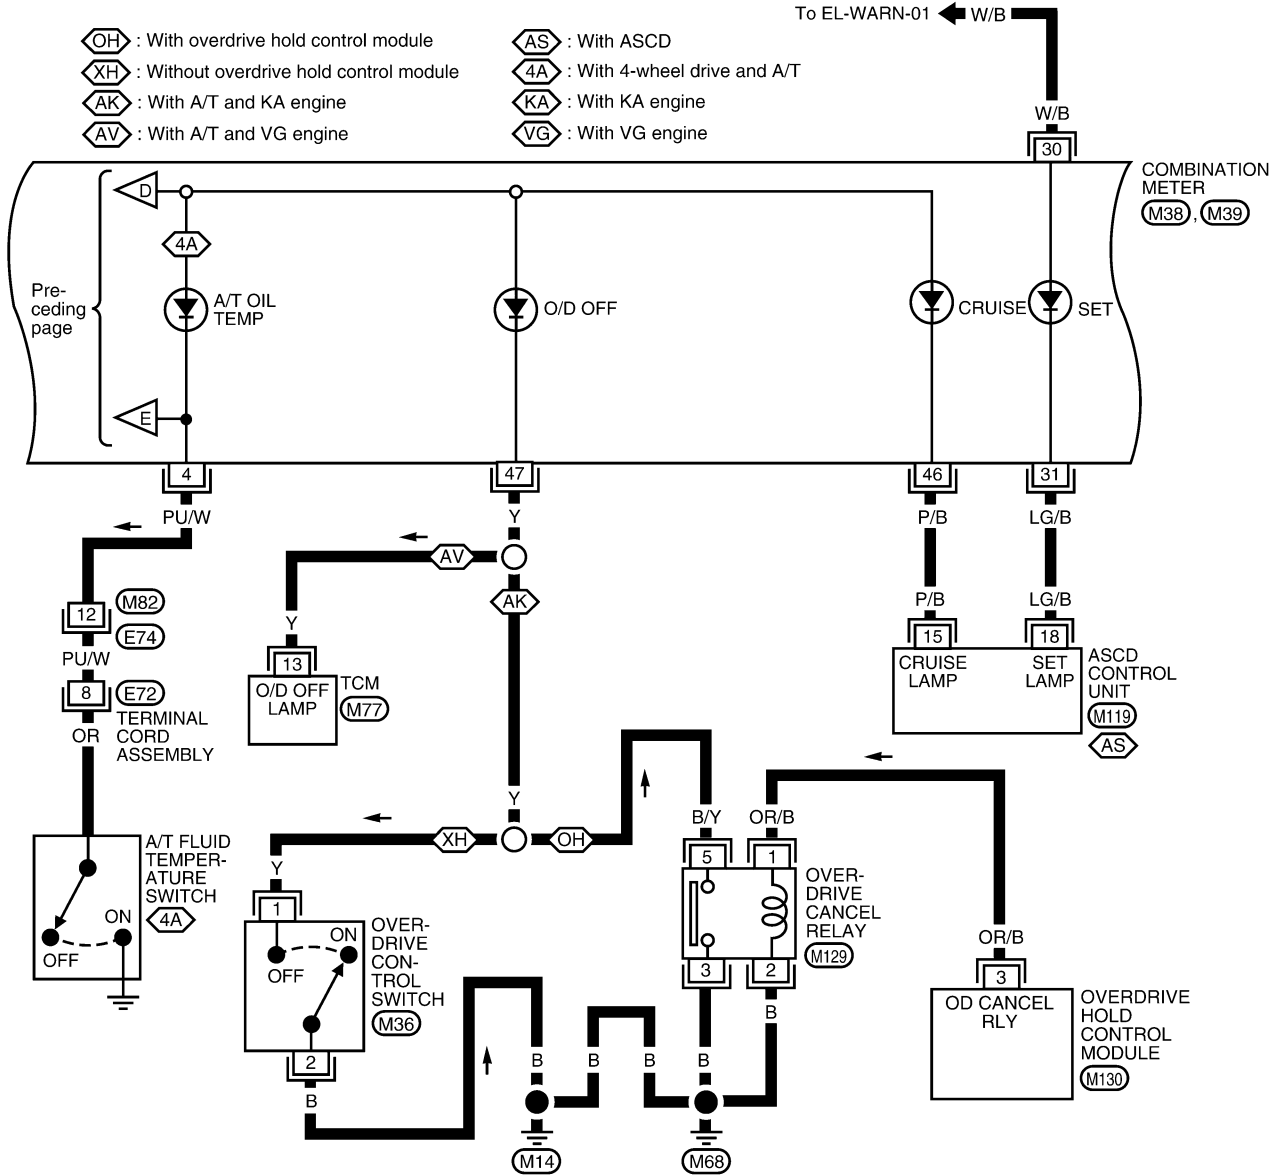 To EL-WARN-01 W/B
OH : With overdrive hold control module
XH : Without overdrive hold control module
AK : With A/T and KA engine
AV : With A/T and VG engine
AS : With ASCD
4A : With 4-wheel drive and A/T
KA : With KA engine
VG : With VG engine
W/B
30
COMBINATION
METER
M38 , M39
D
4A
Pre-
ceding
page
A/T OIL
TEMP
O/D OFF
CRUISE
SET
E
4
47
46
31
PU/W
Y
P/B
LG/B
AV
AK
12
M82
E74
PU/W
8
E72
TERMINAL
CORD
ASSEMBLY
OR
Y
13
O/D OFF
LAMP
TCM
M77
P/B
LG/B
15
18
CRUISE
LAMP
SET
LAMP
ASCD
CONTROL
UNIT
M119
AS
Y
XH
OH
B/Y
OR/B
A/T FLUID
TEMPER-
ATURE
SWITCH
4A
ON
OFF
Y
1
ON
OFF
OVER-
DRIVE
CON-
TROL
SWITCH
M36
2
B
5
1
OVER-
DRIVE
CANCEL
RELAY
M129
3
2
B
OR/B
3
OD CANCEL
RLY
OVERDRIVE
HOLD
CONTROL
MODULE
M130
B
B
B
B
M14
M68